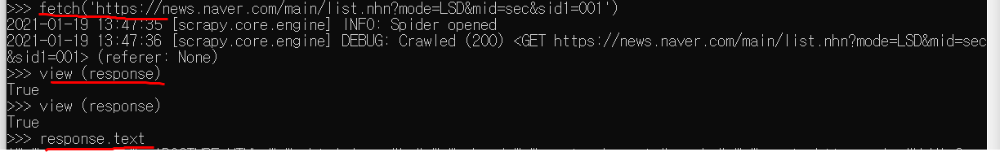 >>> fetch('https://news.naver.com/main/list.nhn?mode=LSD&mid=sec&sid1=001')
2021-01-19 13:47:35 [scrapy.core.engine] INFO: Spider opened
2021-01-19 13:47:36 [scrapy.core.engine] DEBUG: Crawled (200) <GET https://news.naver.com/main/list.nhn?mode=LSD&mid=sec
&sid1=001> (referer: None)
>>> view (response)
True
>>> view (response)
True
>>> response.text